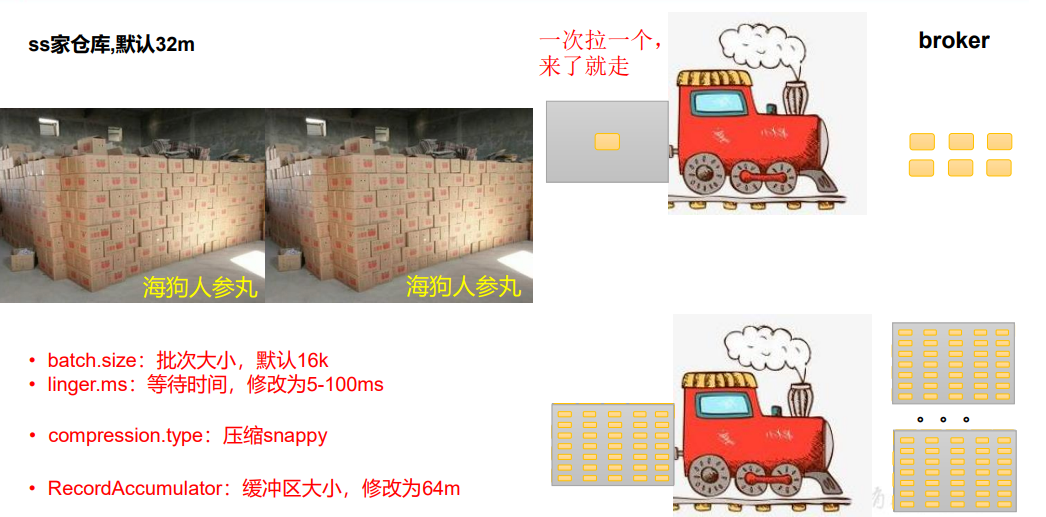 ss家仓库,默认32m
一次拉一个，
来了就走
broker
海狗人参丸
海狗人参丸
• batch.size：批次大小，默认16k
• linger.ms：等待时间，修改为5-100ms
• compression.type：压缩snappy
• RecordAccumulator：缓冲区大小，修改为64m